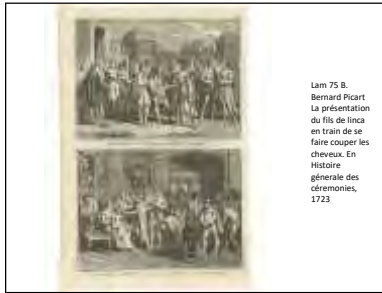 Lam 75 B.
Bernard Picart
La présentation
du fils de linca
en train de se
faire couper les
cheveux. En
Histoire
génerale des
céremonies,
1723